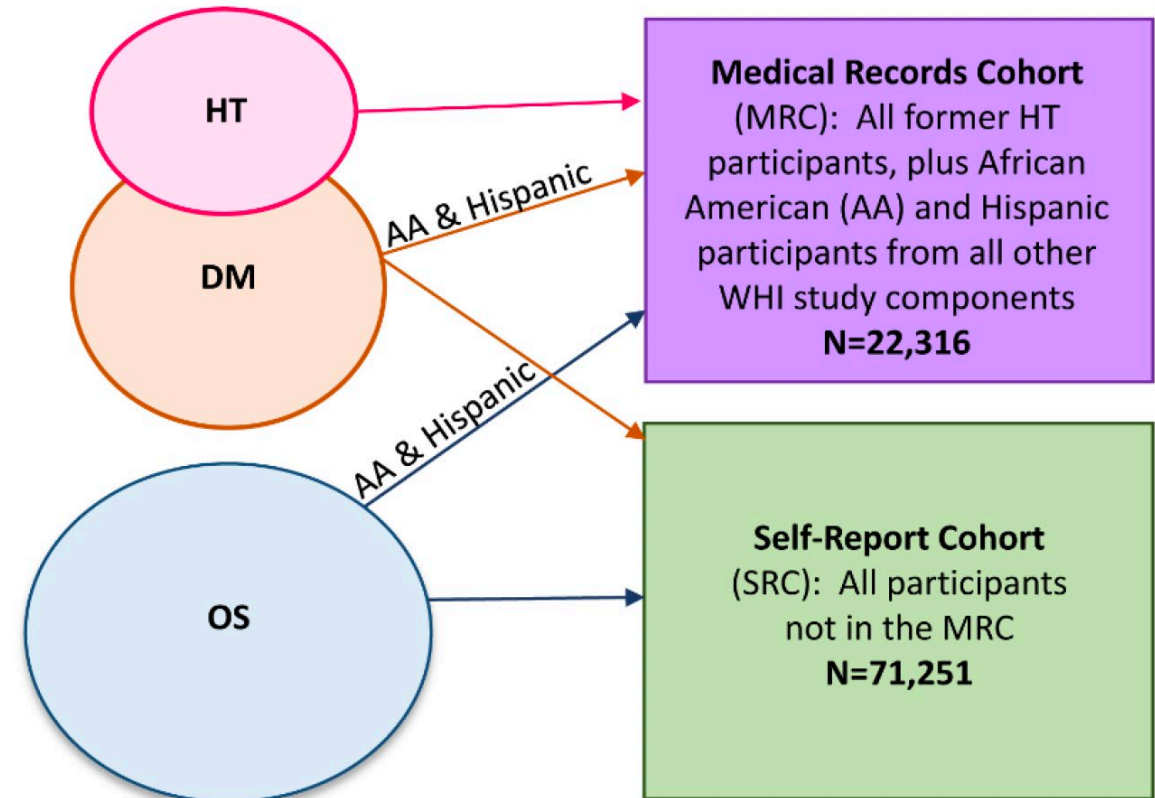 HT
DM
OS
AA & Hispanic
AA & Hispanic
Medical Records Cohort
(MRC): All former HT
participants, plus African
American (AA) and Hispanic
participants from all other
WHI study components
N=22,316
Self-Report Cohort
(SRC): All participants
not in the MRC
N=71,251